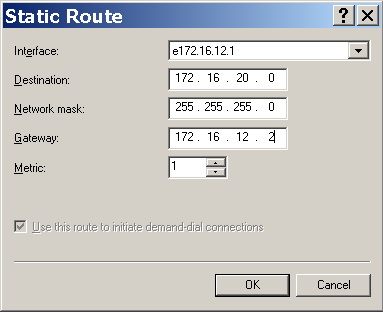 Static Route
Interface: e172.16.12.1
Destination: 172 . 16 . 20 . 0
Network mask: 255 . 255 . 255 . 0
Gateway: 172 . 16 . 12 . 2
Metric: 1
Use this route to initiate demand-dial connections
OK Cancel